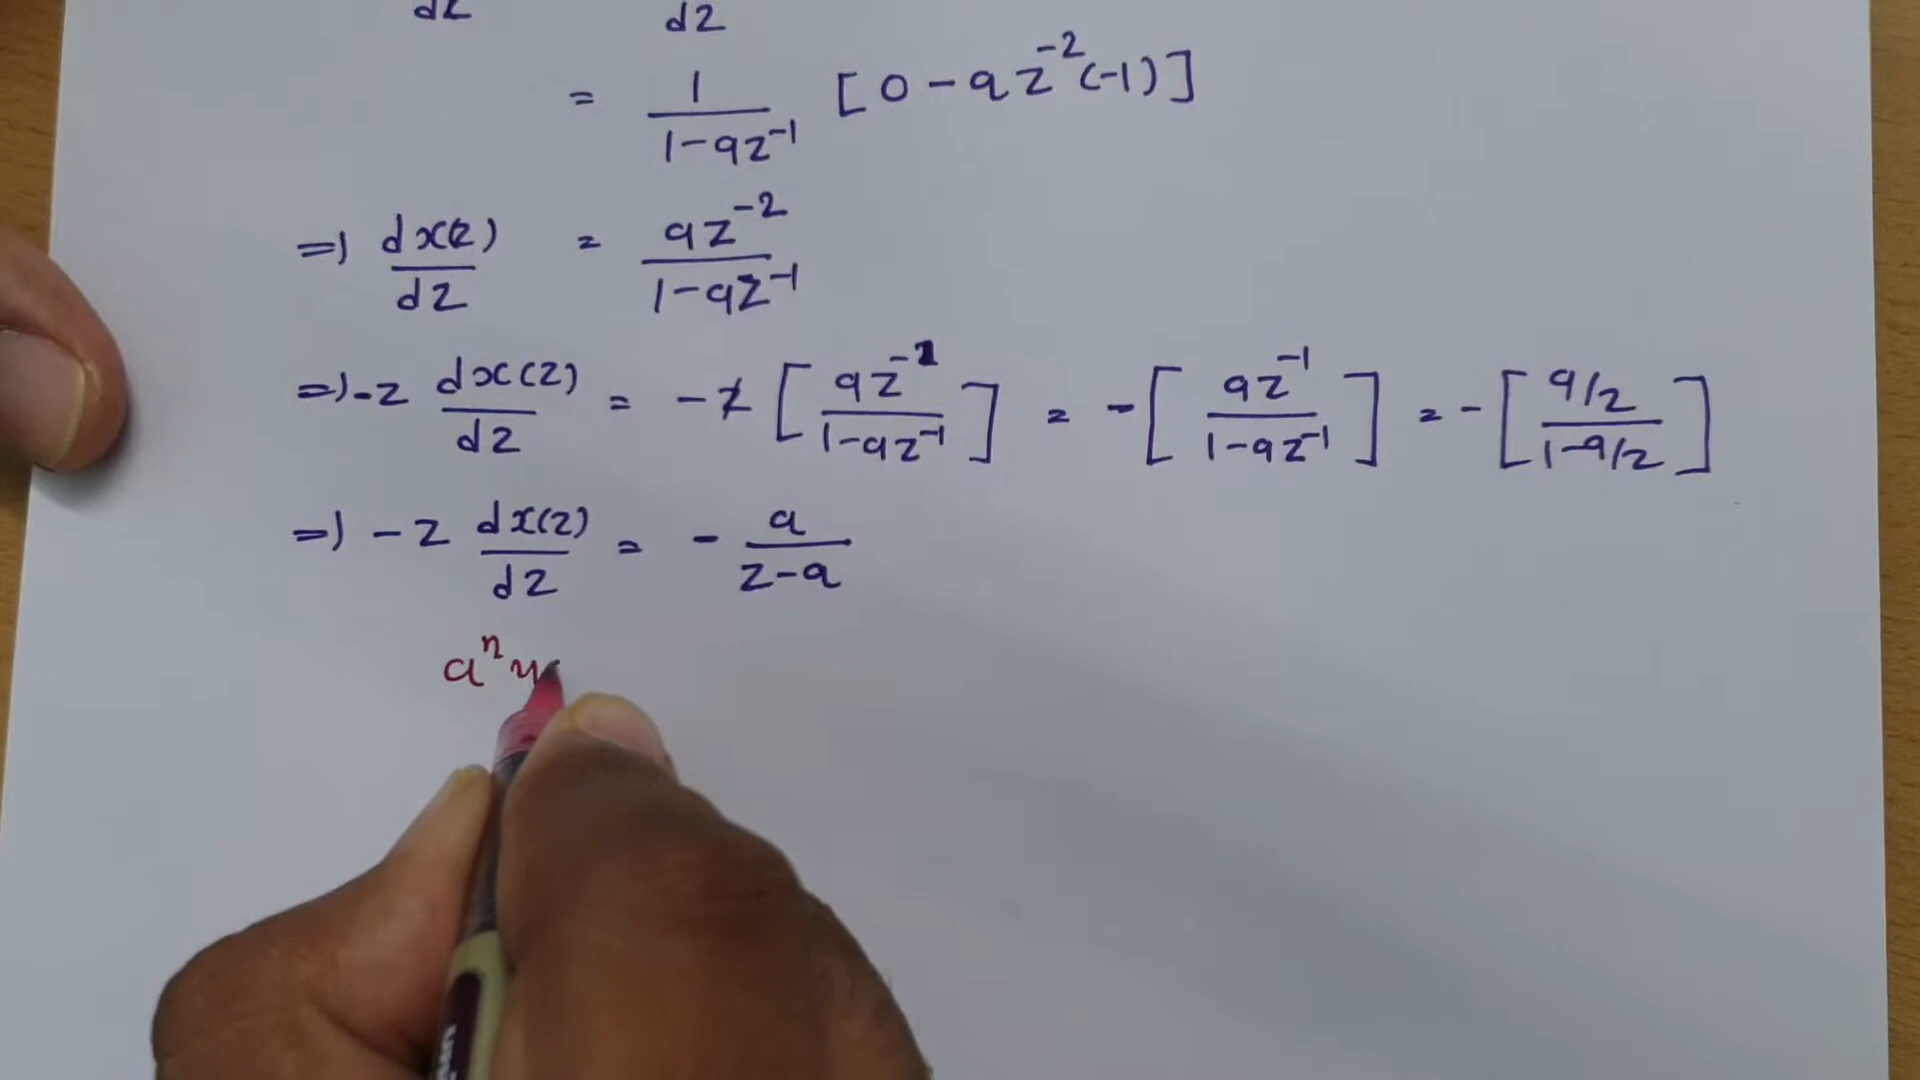 dz dz
= 1/(1-az⁻¹) [0 - az⁻²(-1)]
=> dx(z)/dz = az⁻²/(1-az⁻¹)
=> -z dx(z)/dz = -z [az⁻²/(1-az⁻¹)] = -[az⁻¹/(1-az⁻¹)] = -[a/z/(1-a/z)]
=> -z dx(z)/dz = - a/(z-a)
aⁿu